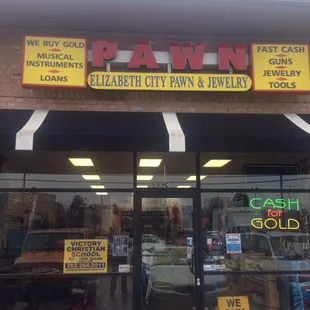 WE BUY GOLD
MUSICAL
INSTRUMENTS
LOANS
PAWN
ELIZABETH CITY PAWN & JEWELRY
FAST CASH
GUNS
JEWELRY
TOOLS
CASH
for
GOLD
VICTORY
CHRISTIAN
SCHOOL
WE BUY